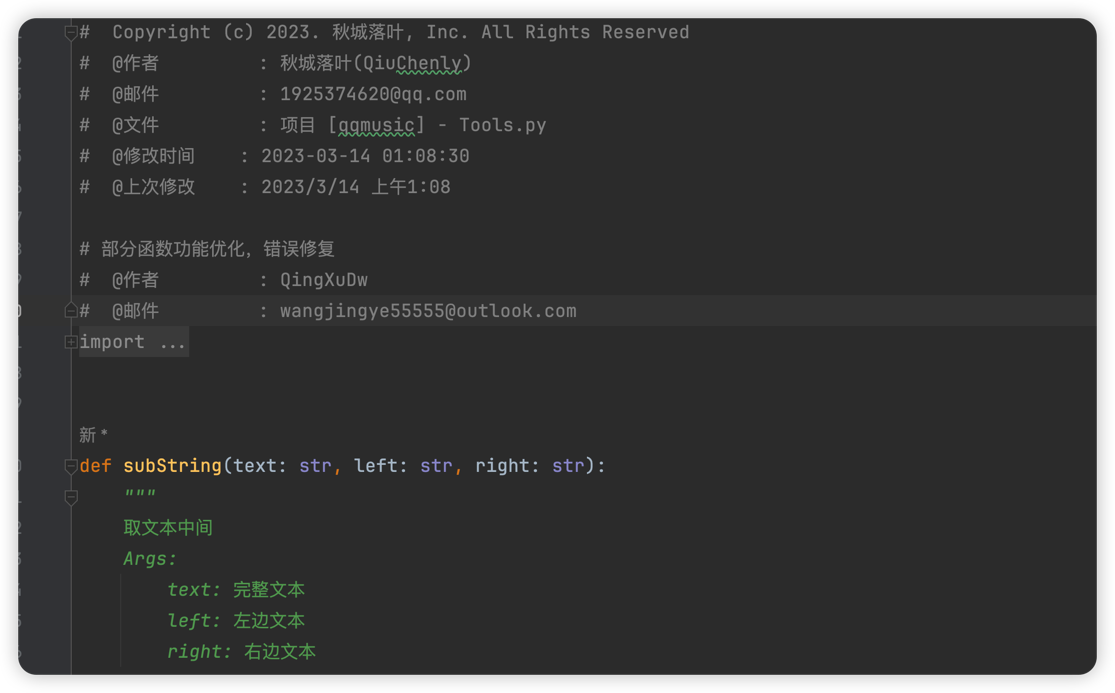 #  Copyright (c) 2023. 秋城落叶, Inc. All Rights Reserved
#  @作者         : 秋城落叶(QiuChenly)
#  @邮件         : 1925374620@qq.com
#  @文件         : 项目 [qqmusic] - Tools.py
#  @修改时间    : 2023-03-14 01:08:30
#  @上次修改    : 2023/3/14 上午1:08
# 部分函数功能优化，错误修复
#  @作者         : QingXuDw
#  @邮件         : wangjingye55555@outlook.com
import ...
新 *
def subString(text: str, left: str, right: str):
    """
    取文本中间
    Args:
        text: 完整文本
        left: 左边文本
        right: 右边文本